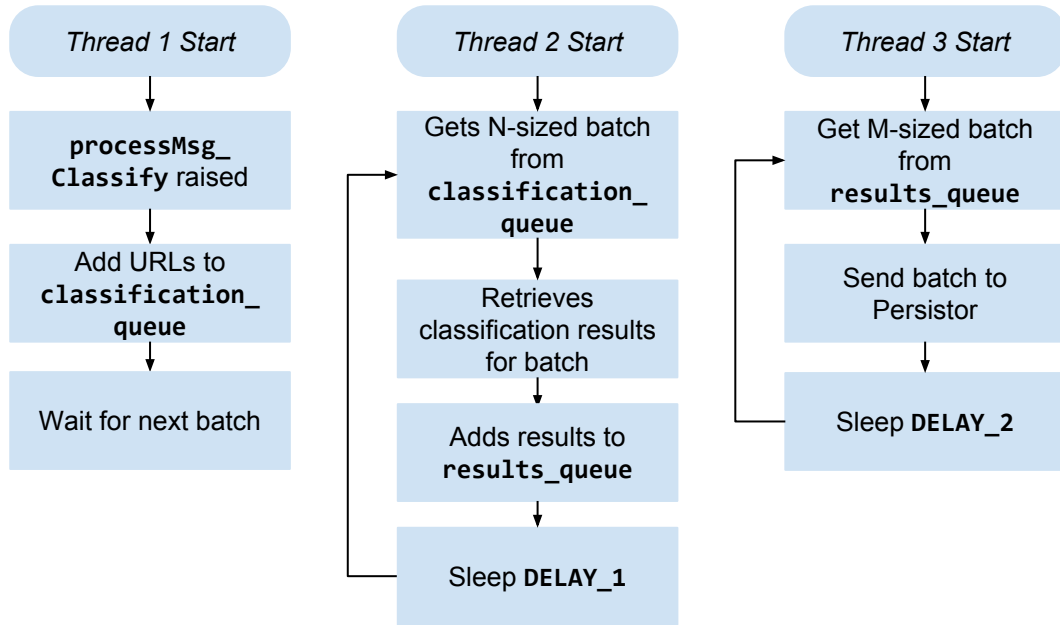 Thread 1 Start
processMsg_
Classify raised
Add URLs to
classification_
queue
Wait for next batch
Thread 2 Start
Gets N-sized batch
from
classification_
queue
Retrieves
classification results
for batch
Adds results to
results_queue
Sleep DELAY_1
Thread 3 Start
Get M-sized batch
from
results_queue
Send batch to
Persistor
Sleep DELAY_2